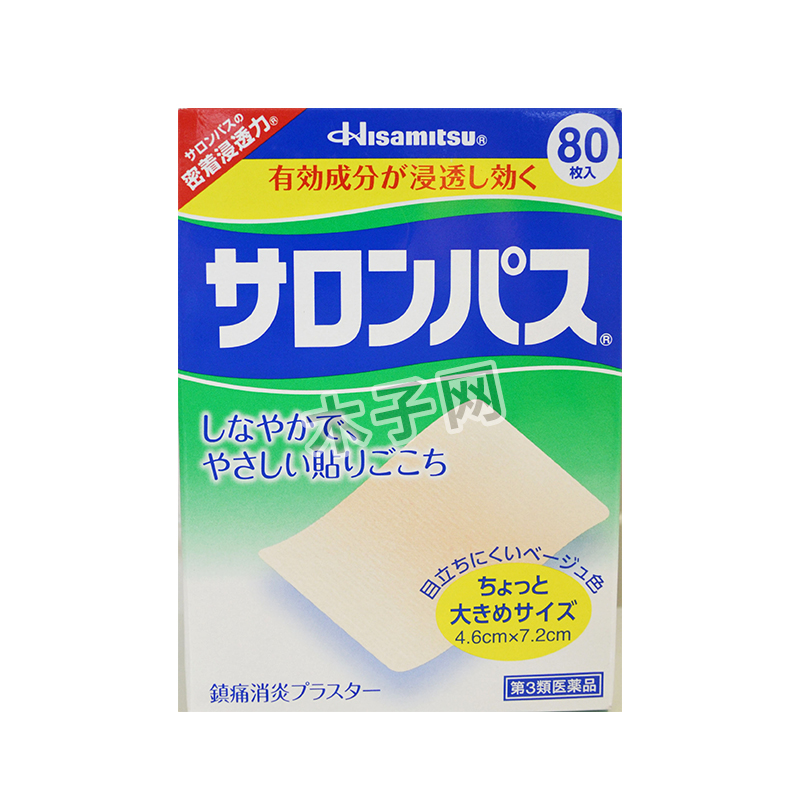 サロンパスの
密着浸透力®
Hisamitsu®
80
枚入
有効成分が浸透し効く
サロンパス®
しなやかで、
やさしい貼りごこち
木子网
目立ちにくいベージュ色
ちょっと
大きめサイズ
4.6cm×7.2cm
鎮痛消炎プラスター
第3類医薬品